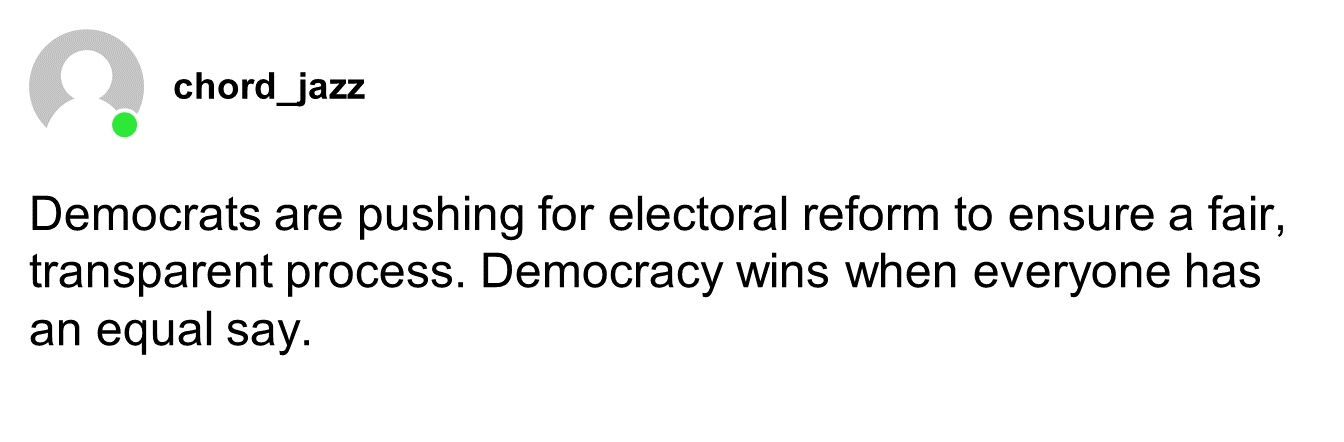 chord_jazz
Democrats are pushing for electoral reform to ensure a fair,
transparent process. Democracy wins when everyone has
an equal say.